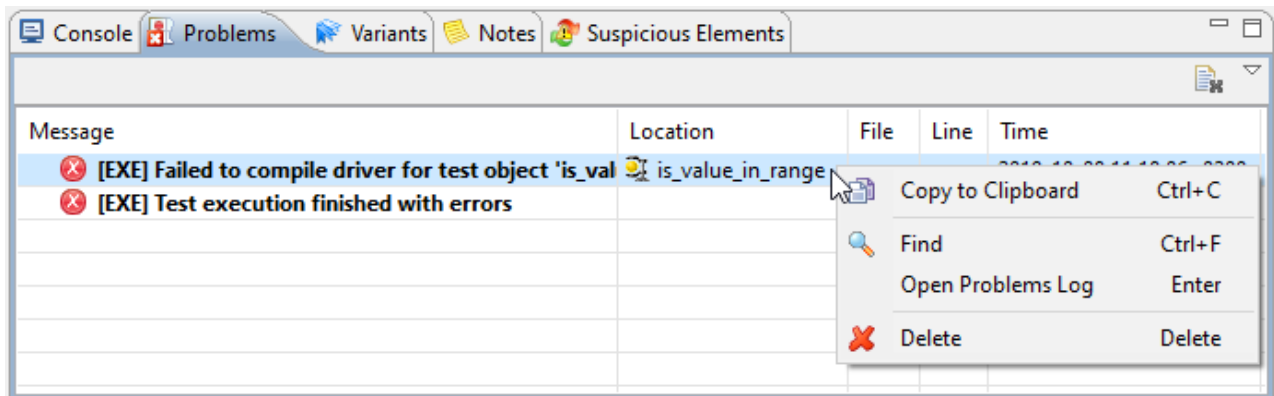 Console Problems Variants Notes Suspicious Elements
Message Location File Line Time
[EXE] Failed to compile driver for test object 'is_val is_value_in_range
[EXE] Test execution finished with errors
Copy to Clipboard Ctrl+C
Find Ctrl+F
Open Problems Log Enter
Delete Delete